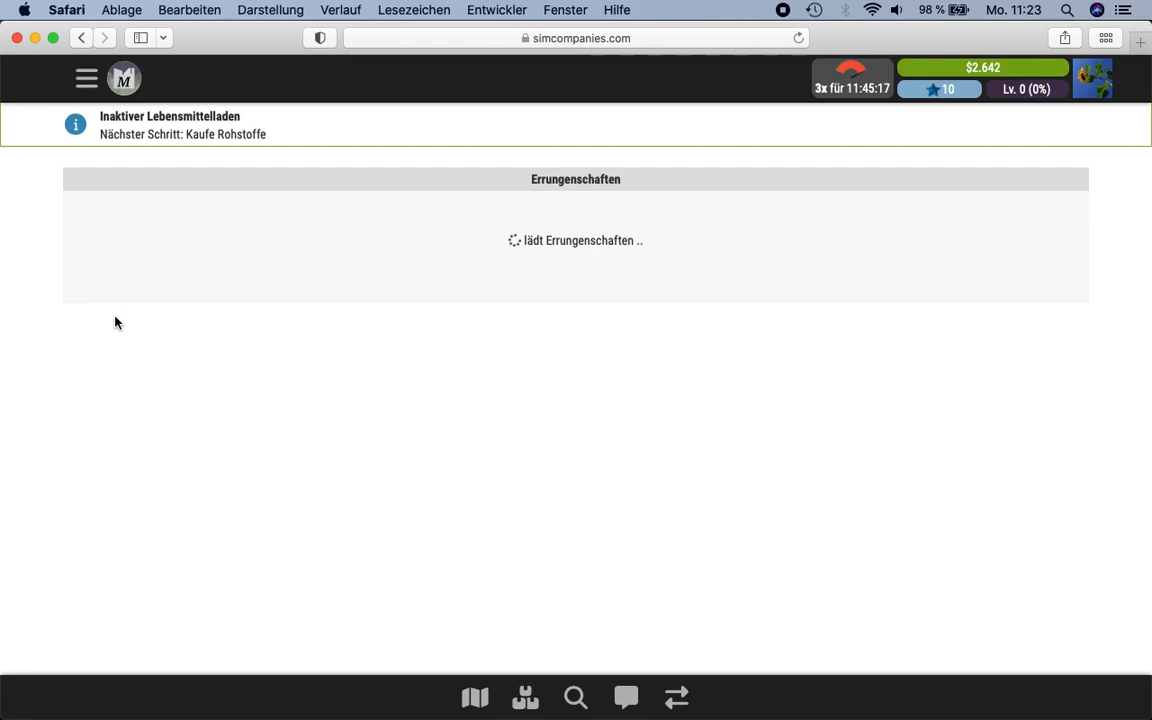 Safari Ablage Bearbeiten Darstellung Verlauf Lesezeichen Entwickler Fenster Hilfe 98 % Mo. 11:23
simcompanies.com
M
3x für 11:45:17
$2.642
10
Lv. 0 (0%)
Inaktiver Lebensmittelladen
Nächster Schritt: Kaufe Rohstoffe
Errungenschaften
lädt Errungenschaften ..